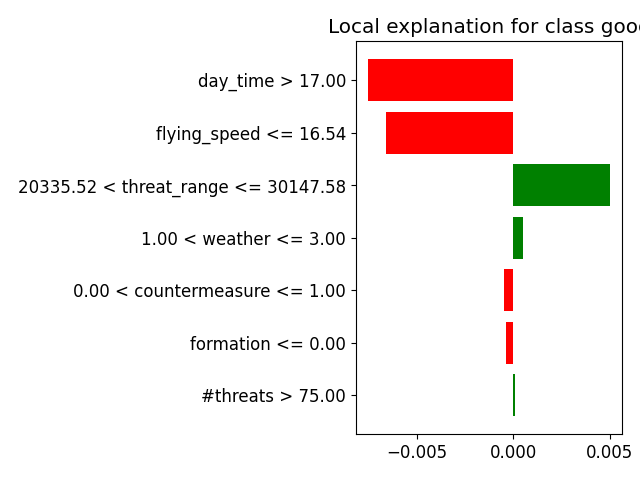 Local explanation for class goo
day_time > 17.00
flying_speed <= 16.54
20335.52 < threat_range <= 30147.58
1.00 < weather <= 3.00
0.00 < countermeasure <= 1.00
formation <= 0.00
#threats > 75.00
−0.005 0.000 0.005